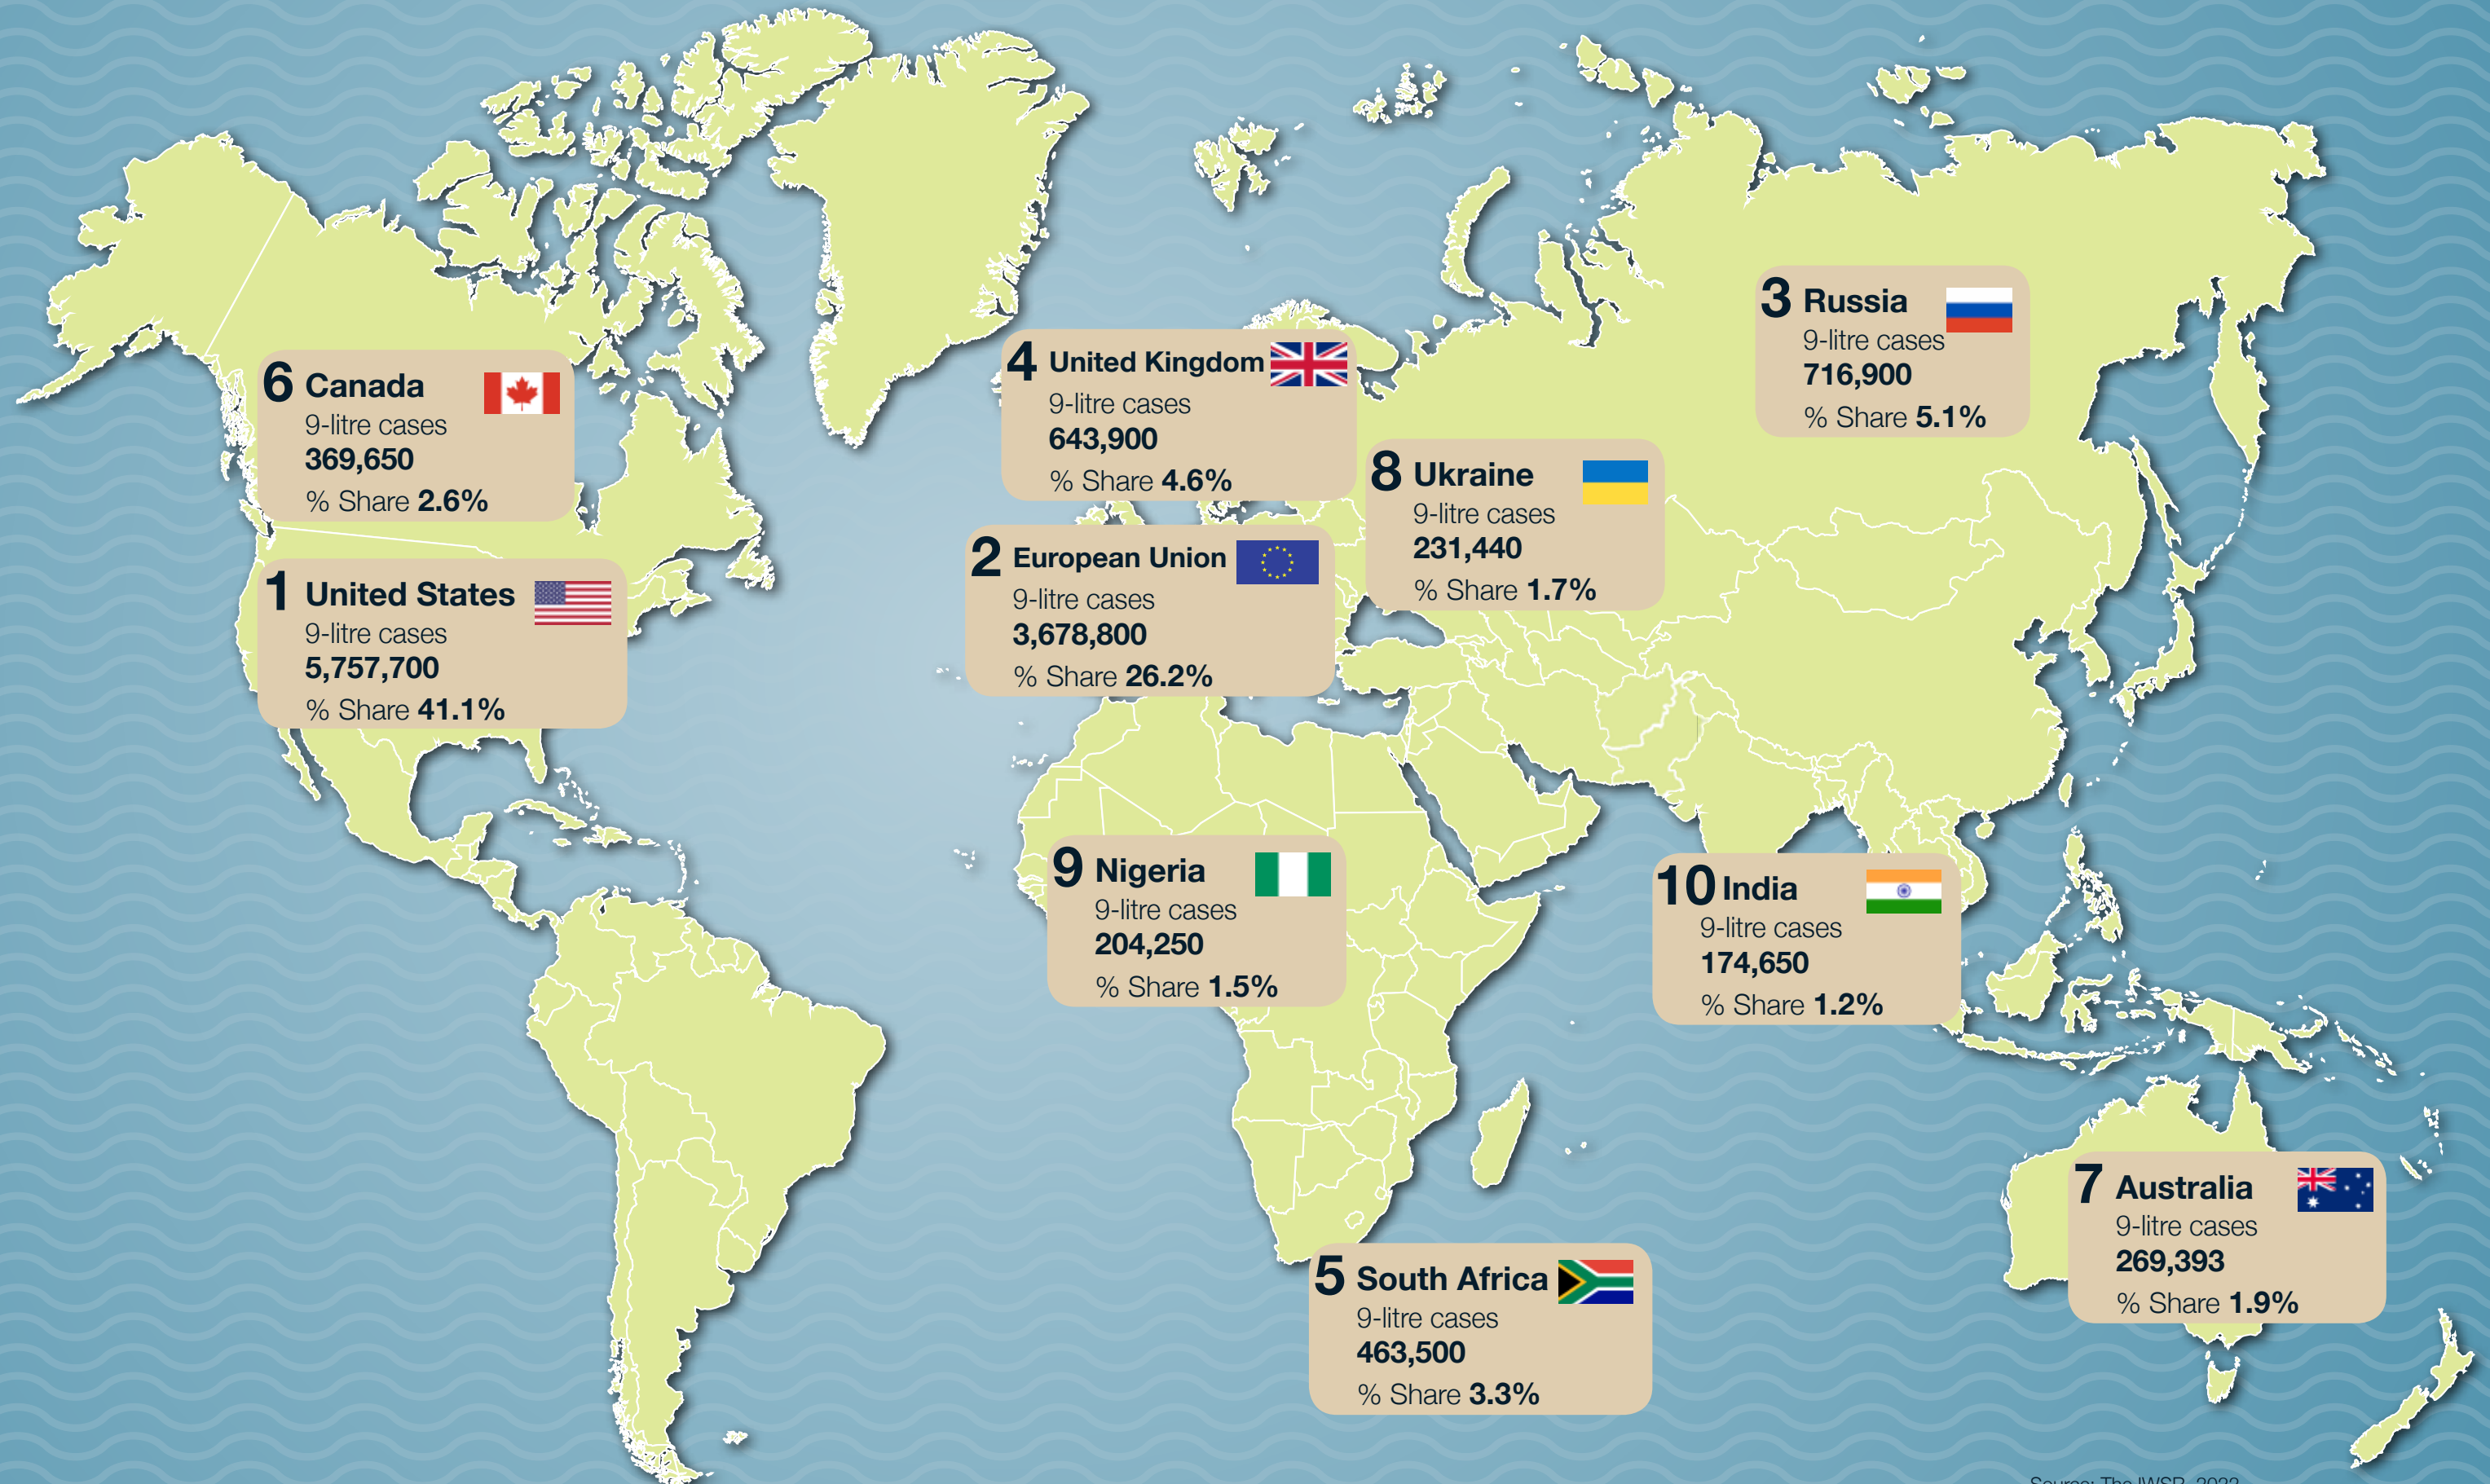 6 Canada
9-litre cases
369,650
% Share 2.6%
1 United States
9-litre cases
5,757,700
% Share 41.1%
4 United Kingdom
9-litre cases
643,900
% Share 4.6%
2 European Union
9-litre cases
3,678,800
% Share 26.2%
3 Russia
9-litre cases
716,900
% Share 5.1%
8 Ukraine
9-litre cases
231,440
% Share 1.7%
9 Nigeria
9-litre cases
204,250
% Share 1.5%
10 India
9-litre cases
174,650
% Share 1.2%
5 South Africa
9-litre cases
463,500
% Share 3.3%
7 Australia
9-litre cases
269,393
% Share 1.9%
Source: The IWSR, 2022